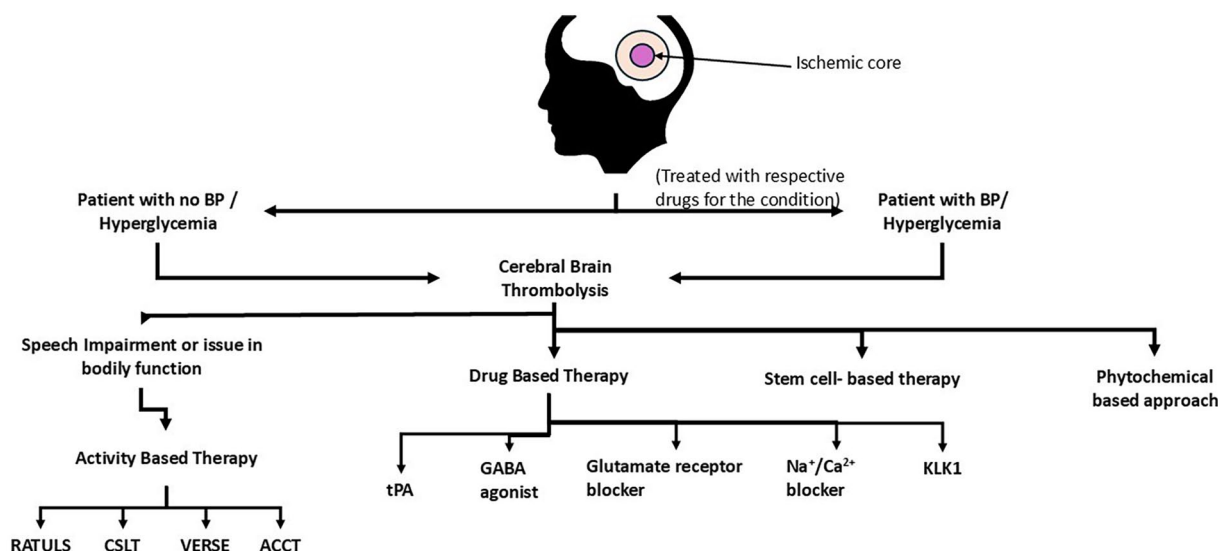 Ischemic core
(Treated with respective
drugs for the condition)
Patient with no BP /
Hyperglycemia
Patient with BP/
Hyperglycemia
Cerebral Brain
Thrombolysis
Speech Impairment or issue in
bodily function
Drug Based Therapy
Stem cell- based therapy
Phytochemical
based approach
Activity Based Therapy
tPA
GABA
agonist
Glutamate receptor
blocker
Na⁺/Ca²⁺
blocker
KLK1
RATULS
CSLT
VERSE
ACCT